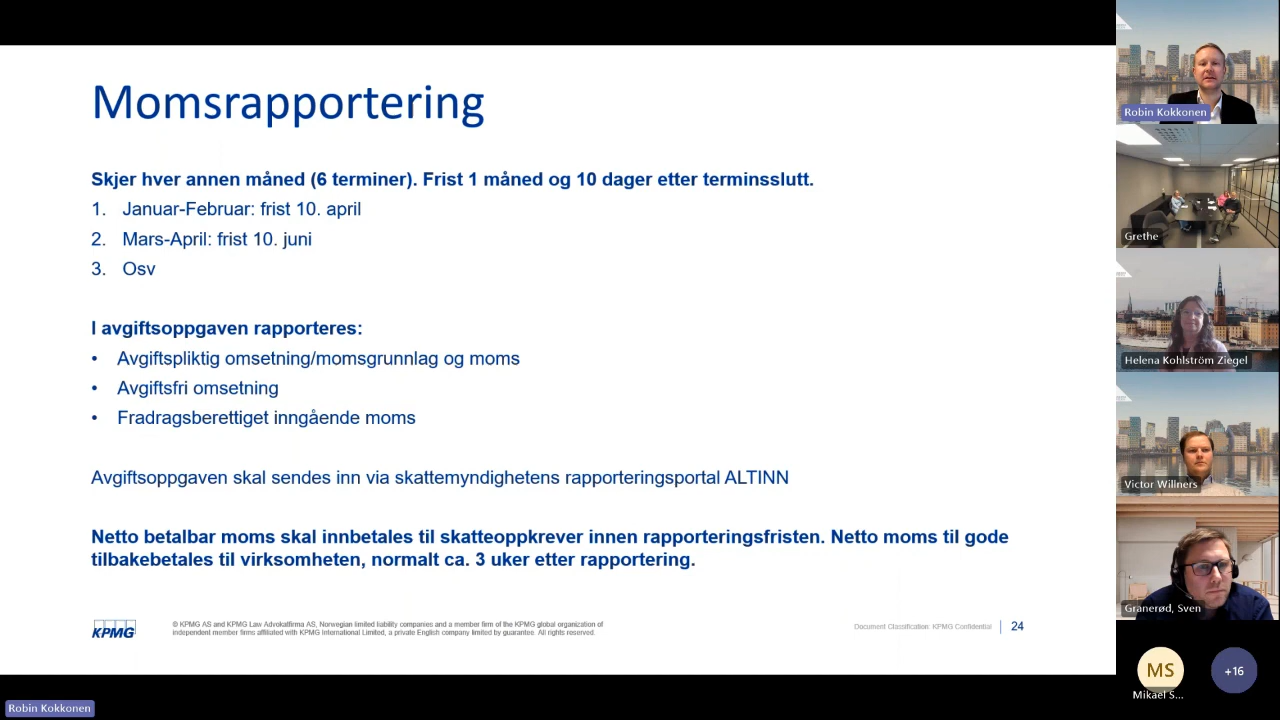 Momsrapportering
Skjer hver annen måned (6 terminer). Frist 1 måned og 10 dager etter terminsslutt.
1. Januar-Februar: frist 10. april
2. Mars-April: frist 10. juni
3. Osv
I avgiftsoppgaven rapporteres:
• Avgiftspliktig omsetning/momsgrunnlag og moms
• Avgiftsfri omsetning
• Fradragsberettiget inngående moms
Avgiftsoppgaven skal sendes inn via skattemyndighetens rapporteringsportal ALTINN
Netto betalbar moms skal innbetales til skatteoppkrever innen rapporteringsfristen. Netto moms til gode
tilbakebetales til virksomheten, normalt ca. 3 uker etter rapportering.
KPMG
© KPMG AS and KPMG Law Advokatfirma AS, Norwegian limited liability companies and a member firm of the KPMG global organization of
independent member firms affiliated with KPMG International Limited, a private English company limited by guarantee. All rights reserved.
Document Classification: KPMG Confidential
24
Robin Kokkonen
Grethe
Helena Kohlström Ziegel
Victor Willners
Granerød, Sven
MS
+16
Mikael S...
Robin Kokkonen